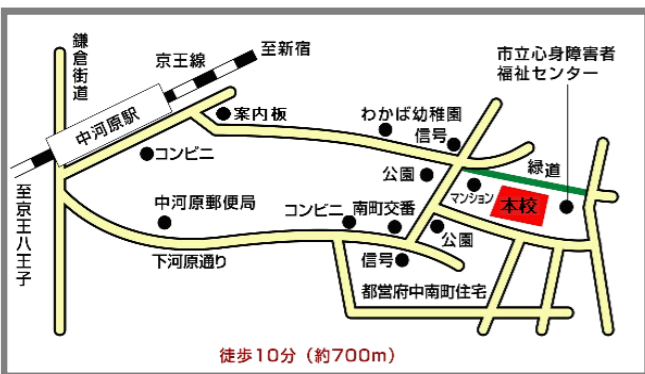 鎌倉街道
京王線
至新宿
市立心身障害者
福祉センター
中河原駅
案内板
わかば幼稚園
信号
コンビニ
公園
緑道
マンション
本校
至京王八王子
中河原郵便局
コンビニ
南町交番
公園
下河原通り
信号
都営府中南町住宅
徒歩10分（約700m）